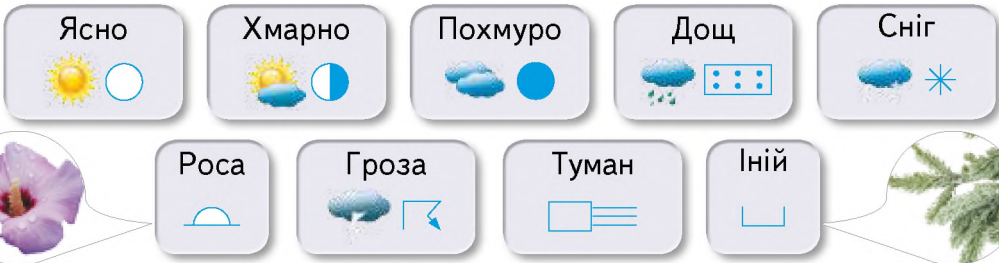 Ясно
Хмарно
Похмуро
Дощ
Сніг
Роса
Гроза
Туман
Іній